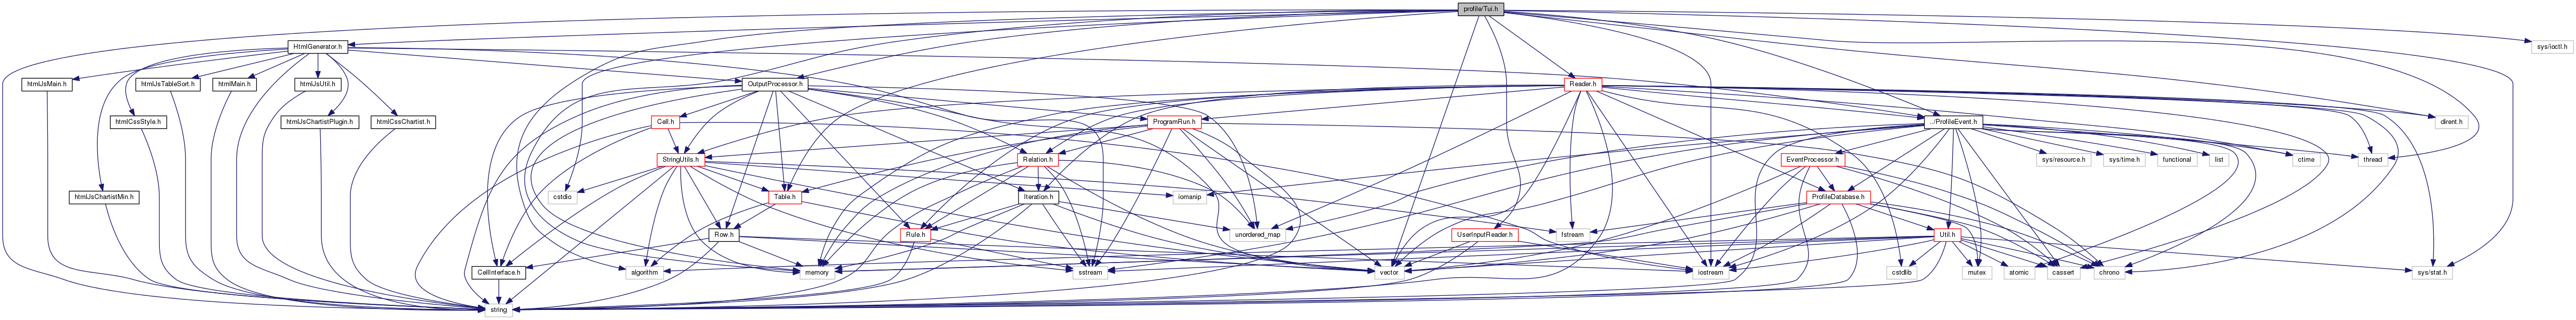 profile/Tui.h
HtmlGenerator.h
sys/ioctl.h
htmlJsMain.h
htmlJsTableSort.h
htmlMain.h
htmlJsUtil.h
OutputProcessor.h
Reader.h
htmlCssStyle.h
htmlJsChartistPlugin.h
htmlCssChartist.h
Cell.h
ProgramRun.h
../ProfileEvent.h
dirent.h
StringUtils.h
Relation.h
EventProcessor.h
sys/resource.h
sys/time.h
functional
list
ctime
thread
htmlJsChartistMin.h
cstdio
Table.h
iomanip
Iteration.h
ProfileDatabase.h
Row.h
Rule.h
unordered_map
UserInputReader.h
fstream
Util.h
CellInterface.h
algorithm
memory
sstream
vector
iostream
cstdlib
mutex
atomic
cassert
chrono
sys/stat.h
string